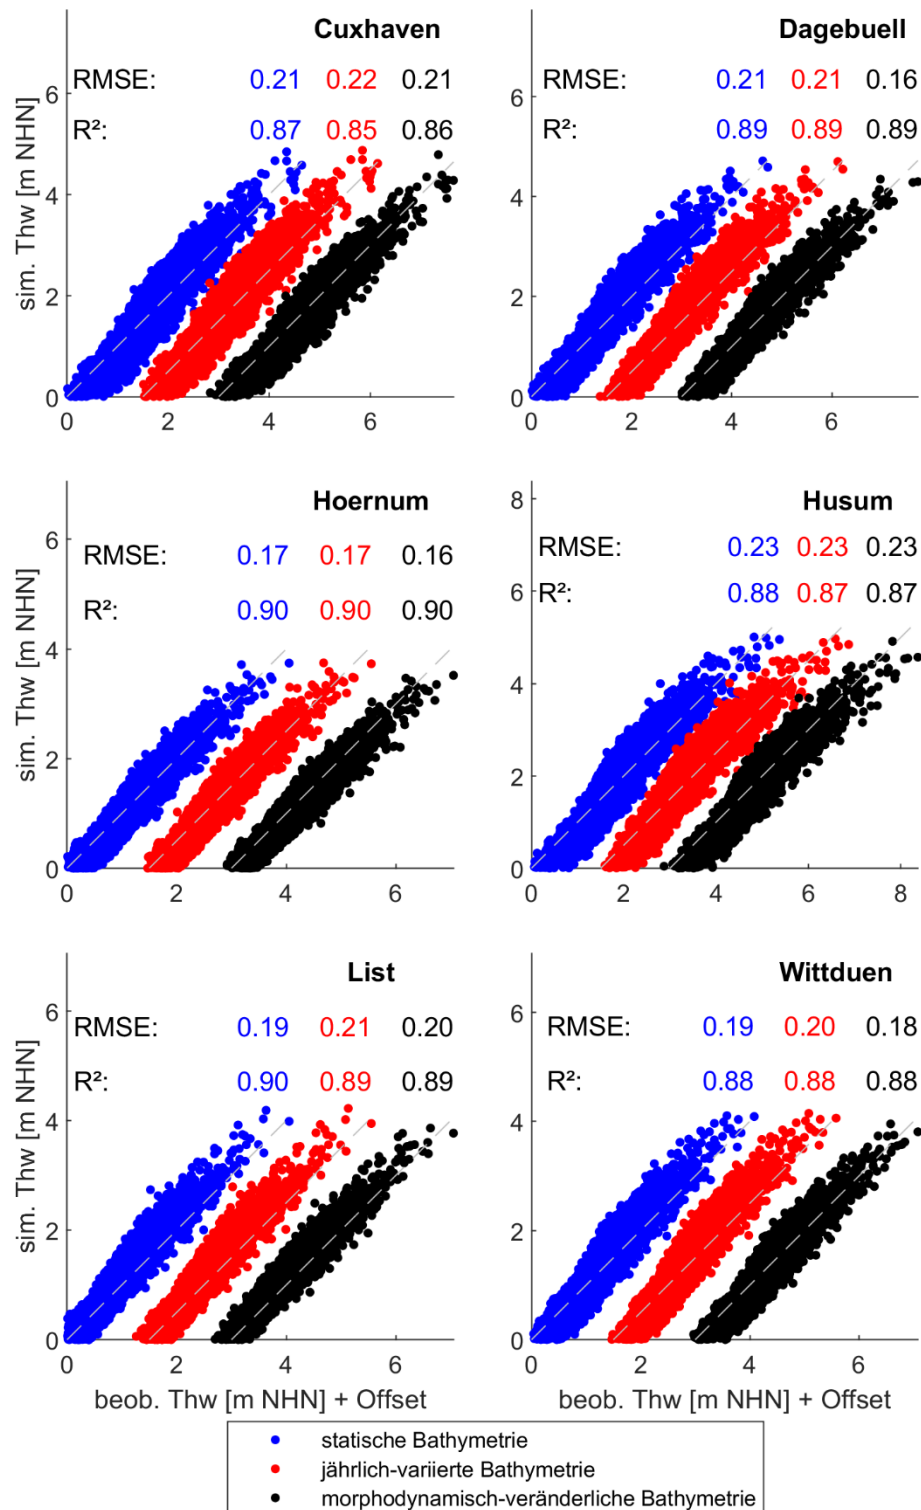 Cuxhaven
RMSE: 0.21 0.22 0.21
R²: 0.87 0.85 0.86
sim. Thw [m NHN]
6
4
2
0
0 2 4 6
Dagebuell
RMSE: 0.21 0.21 0.16
R²: 0.89 0.89 0.89
6
4
2
0
0 2 4 6
Hoernum
RMSE: 0.17 0.17 0.16
R²: 0.90 0.90 0.90
sim. Thw [m NHN]
6
4
2
0
0 2 4 6
Husum
RMSE: 0.23 0.23 0.23
R²: 0.88 0.87 0.87
8
6
4
2
0
0 2 4 6 8
List
RMSE: 0.19 0.21 0.20
R²: 0.90 0.89 0.89
sim. Thw [m NHN]
6
4
2
0
0 2 4 6
beob. Thw [m NHN] + Offset
Wittduen
RMSE: 0.19 0.20 0.18
R²: 0.88 0.88 0.88
6
4
2
0
0 2 4 6
beob. Thw [m NHN] + Offset
statische Bathymetrie
jährlich-variierte Bathymetrie
morphodynamisch-veränderliche Bathymetrie